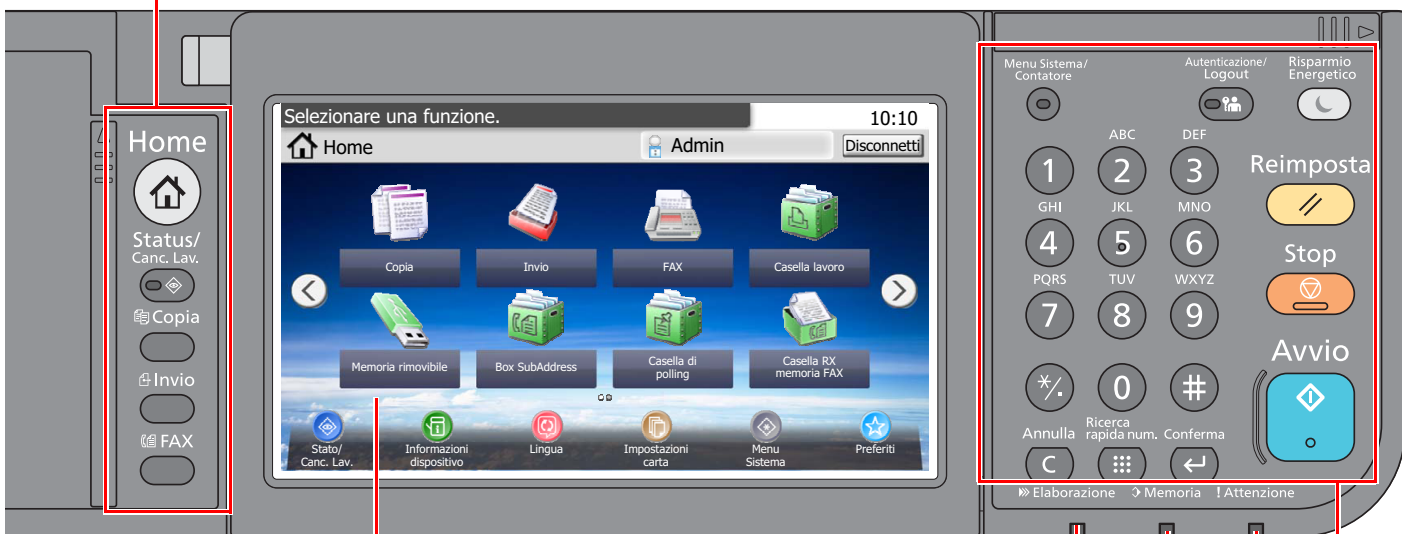 Home
Status/
Canc. Lav.
Copia
Invio
FAX
Selezionare una funzione.
10:10
Home
Admin
Disconnetti
Copia
Invio
FAX
Casella lavoro
Memoria rimovibile
Box SubAddress
Casella di
polling
Casella RX
memoria FAX
Stato/
Canc. Lav.
Informazioni
dispositivo
Lingua
Impostazioni
carta
Menu
Sistema
Preferiti
Menu Sistema/
Contatore
Autenticazione/
Logout
Risparmio
Energetico
ABC
DEF
1
2
3
GHI
JKL
MNO
4
5
6
PQRS
TUV
WXYZ
7
8
9
*/.
0
#
Annulla
Ricerca
rapida num.
Conferma
C
Reimposta
Stop
Avvio
Elaborazione
Memoria
! Attenzione